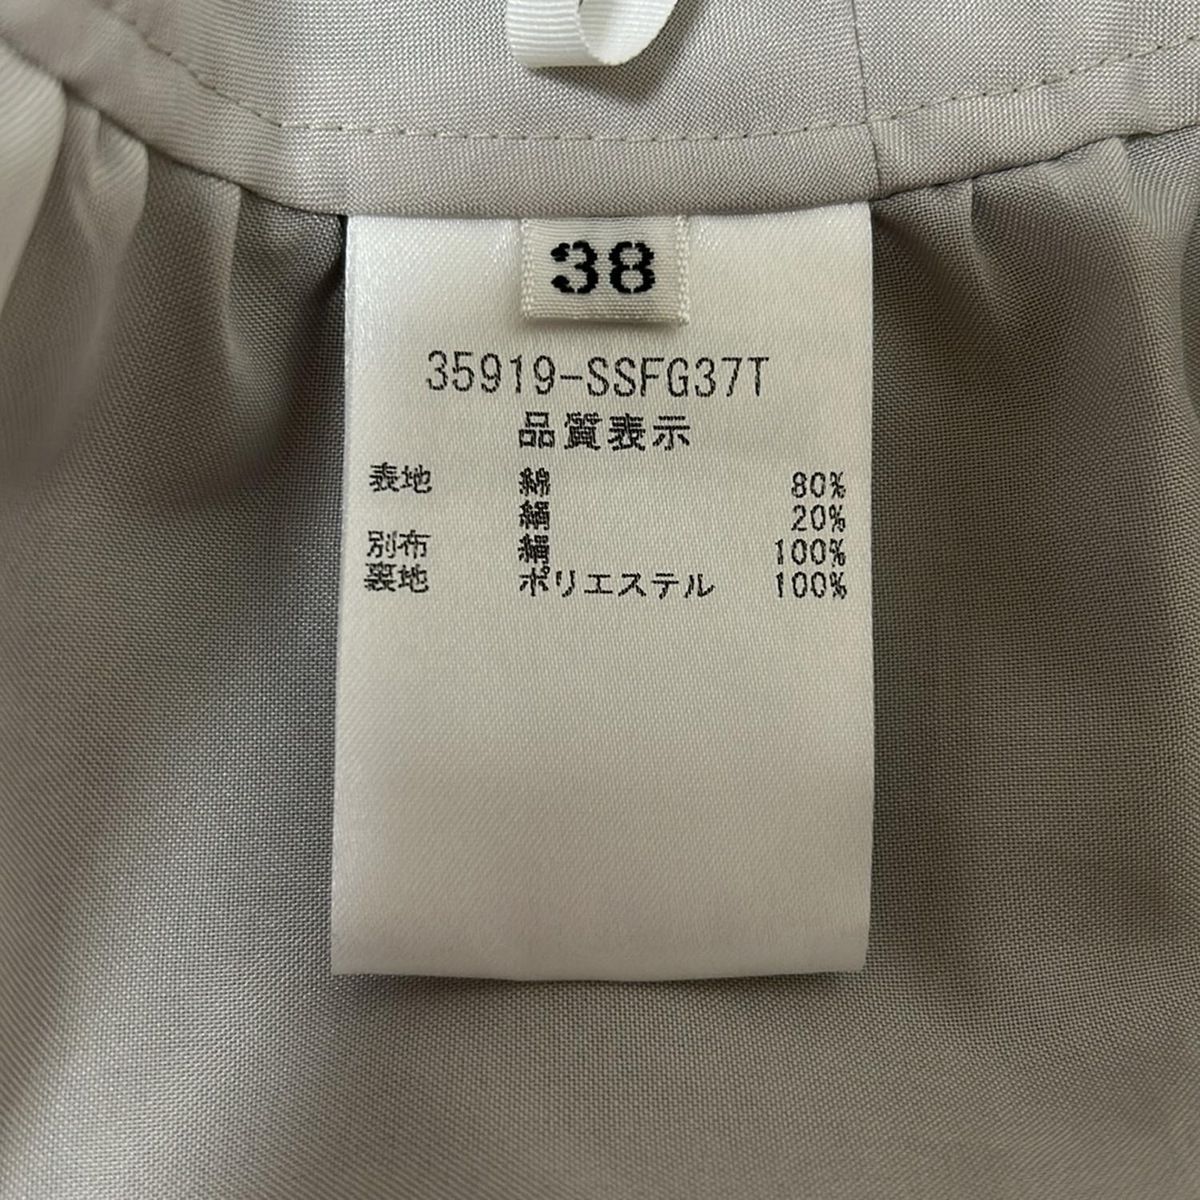 38
35919-SSFG37T
品質表示
表地 綿 80%
絹 20%
別布 絹 100%
裏地 ポリエステル 100%